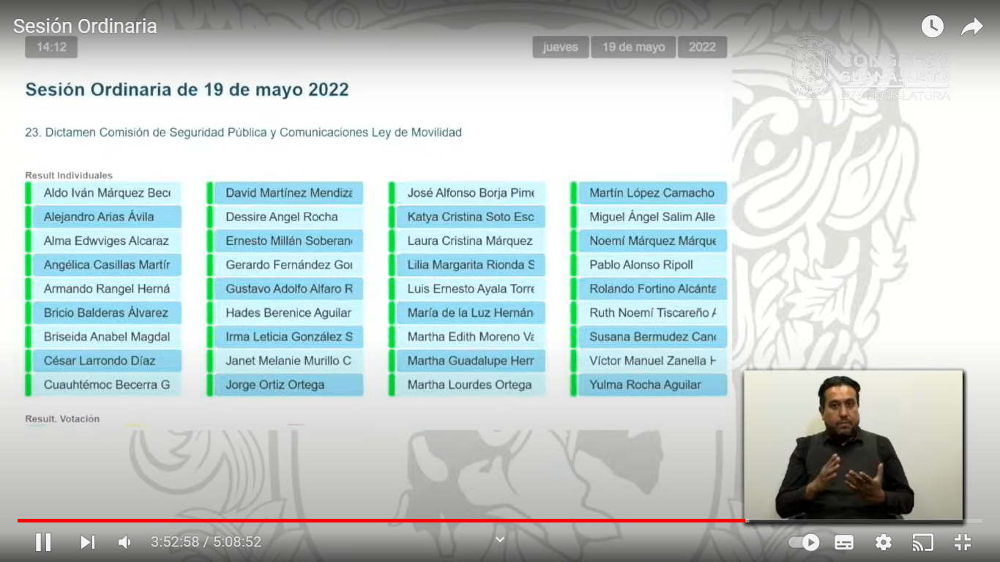 Sesión Ordinaria
14:12 jueves 19 de mayo 2022
CONGRESO
GUANAJUATO
LXV LEGISLATURA
Sesión Ordinaria de 19 de mayo 2022
23. Dictamen Comisión de Seguridad Pública y Comunicaciones Ley de Movilidad
Result Individuales
Aldo Iván Márquez Bece David Martínez Mendiza José Alfonso Borja Pime Martín López Camacho
Alejandro Arias Ávila Dessire Angel Rocha Katya Cristina Soto Esc Miguel Ángel Salim Alle
Alma Edwviges Alcaraz Ernesto Millán Soberan Laura Cristina Márquez Noemí Márquez Márque
Angélica Casillas Martír Gerardo Fernández Gon Lilia Margarita Rionda S Pablo Alonso Ripoll
Armando Rangel Herná Gustavo Adolfo Alfaro R Luis Ernesto Ayala Torre Rolando Fortino Alcánta
Bricio Balderas Álvarez Hades Berenice Aguilar María de la Luz Hernán Ruth Noemí Tiscareño A
Briseida Anabel Magdal Irma Leticia González S Martha Edith Moreno Va Susana Bermudez Canc
César Larrondo Díaz Janet Melanie Murillo C Martha Guadalupe Herr Víctor Manuel Zanella H
Cuauhtémoc Becerra G Jorge Ortiz Ortega Martha Lourdes Ortega Yulma Rocha Aguilar
Result. Votación
3:52:58 / 5:08:52